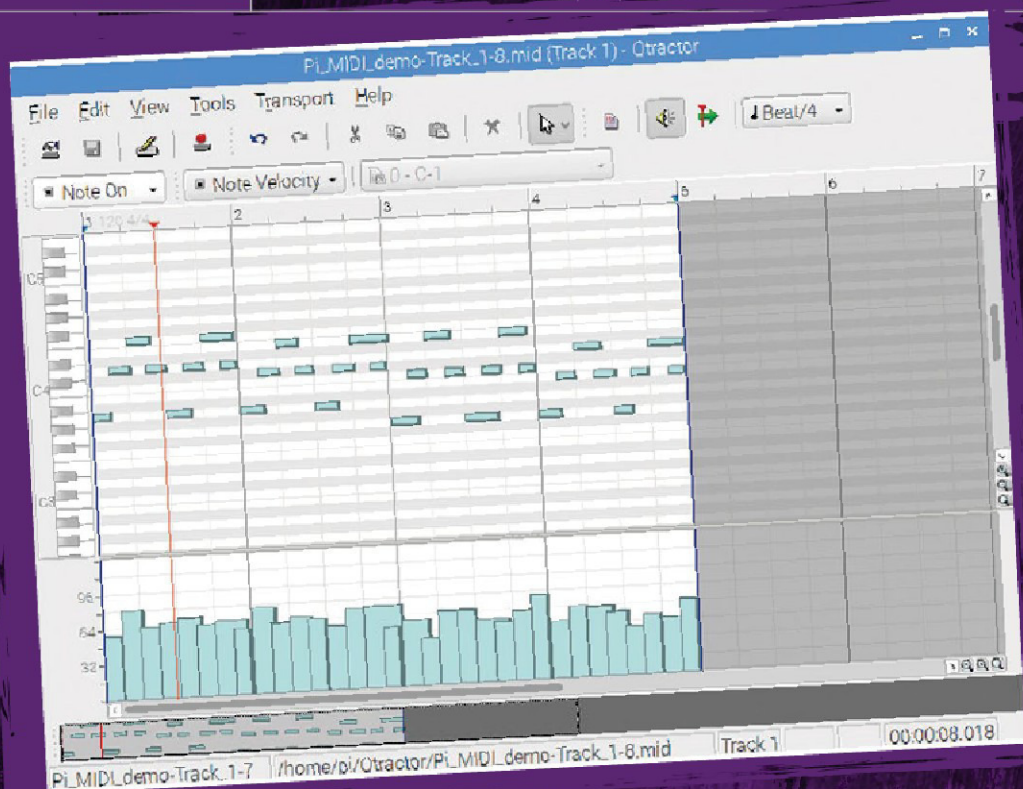 Pi_MIDI_demo-Track_1-8.mid (Track 1) - Qtractor
File Edit View Tools Transport Help
Beat/4
Note On Note Velocity 0 - C-1
1 120 4/4 2 3 4 5 6 7
C5
C4
C3
96
64
32
Pi_MIDI_demo-Track_1-7 /home/pi/Qtractor/Pi_MIDI_demo-Track_1-8.mid Track 1 00:00:08.018